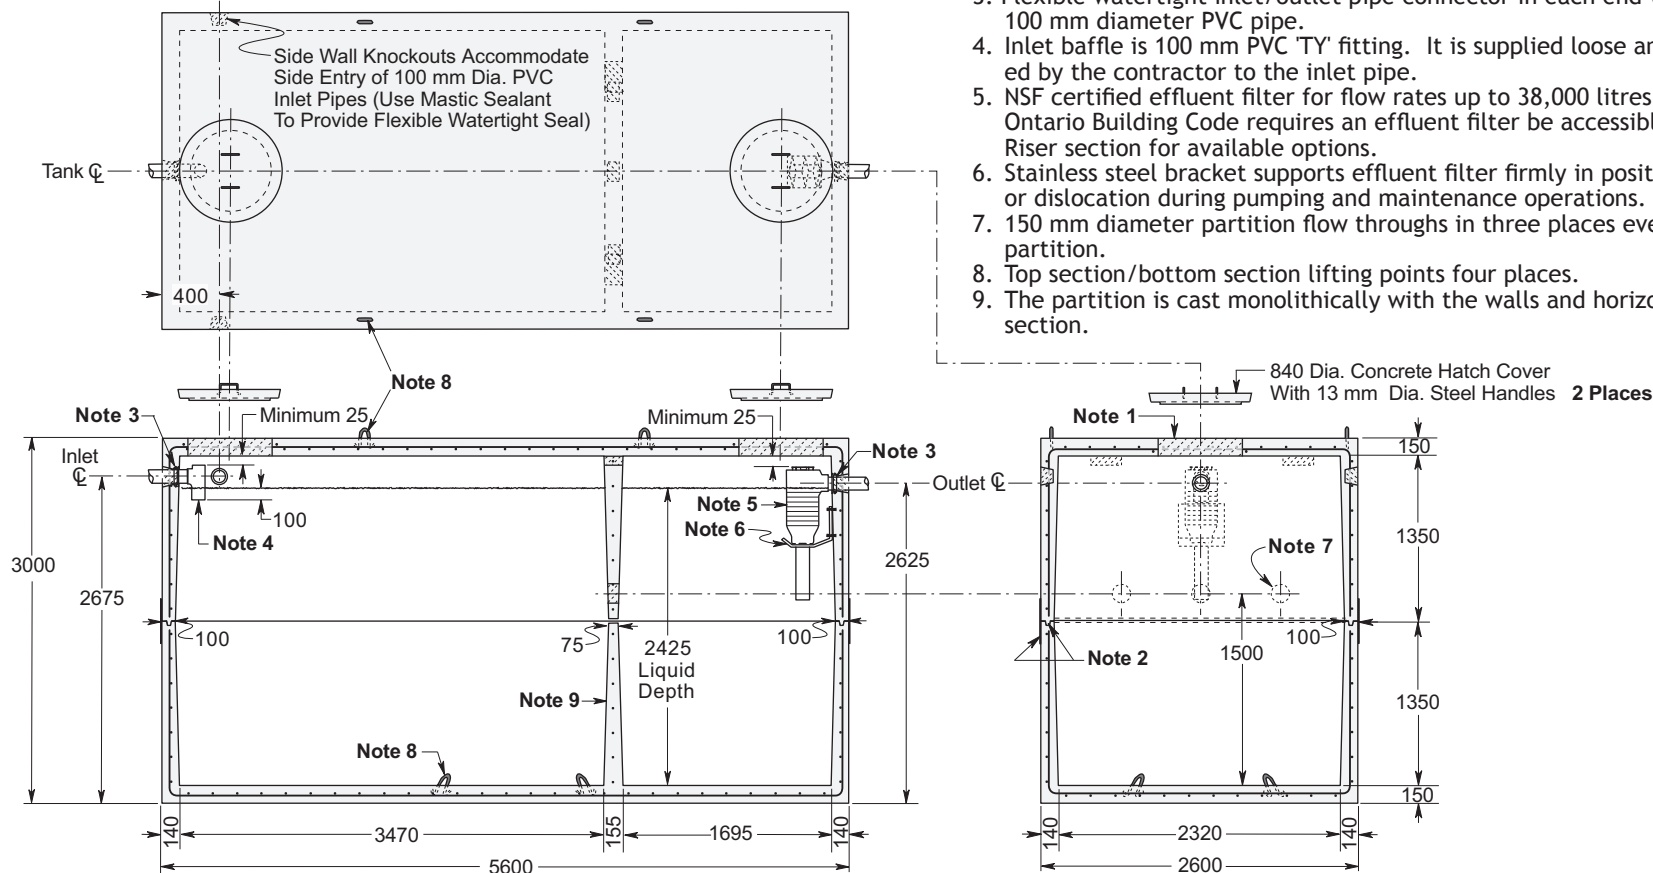 3. Flexible watertight inlet/outlet pipe connector in each end
100 mm diameter PVC pipe.
4. Inlet baffle is 100 mm PVC 'TY' fitting. It is supplied loose
ed by the contractor to the inlet pipe.
5. NSF certified effluent filter for flow rates up to 38,000 litres
Ontario Building Code requires an effluent filter be
Riser section for available options.
6. Stainless steel bracket supports effluent filter firmly in
or dislocation during pumping and maintenance operations.
7. 150 mm diameter partition flow throughs in three places
partition.
8. Top section/bottom section lifting points four places.
9. The partition is cast monolithically with the walls and
section.
Side Wall Knockouts Accommodate
Side Entry of 100 mm Dia. PVC
Inlet Pipes (Use Mastic Sealant
To Provide Flexible Watertight Seal)
Tank ℄
400
Note 8
840 Dia. Concrete Hatch Cover
With 13 mm Dia. Steel Handles 2 Places
Note 3
Minimum 25
Minimum 25
Note 1
Inlet
℄
Note 3
150
Outlet ℄
Note 5
100
Note 6
Note 4
1350
Note 7
3000
2625
2675
100
75
2425
Liquid
Depth
100
100
1500
Note 2
Note 9
1350
Note 8
150
140
3470
155
1695
140
140
2320
140
5600
2600